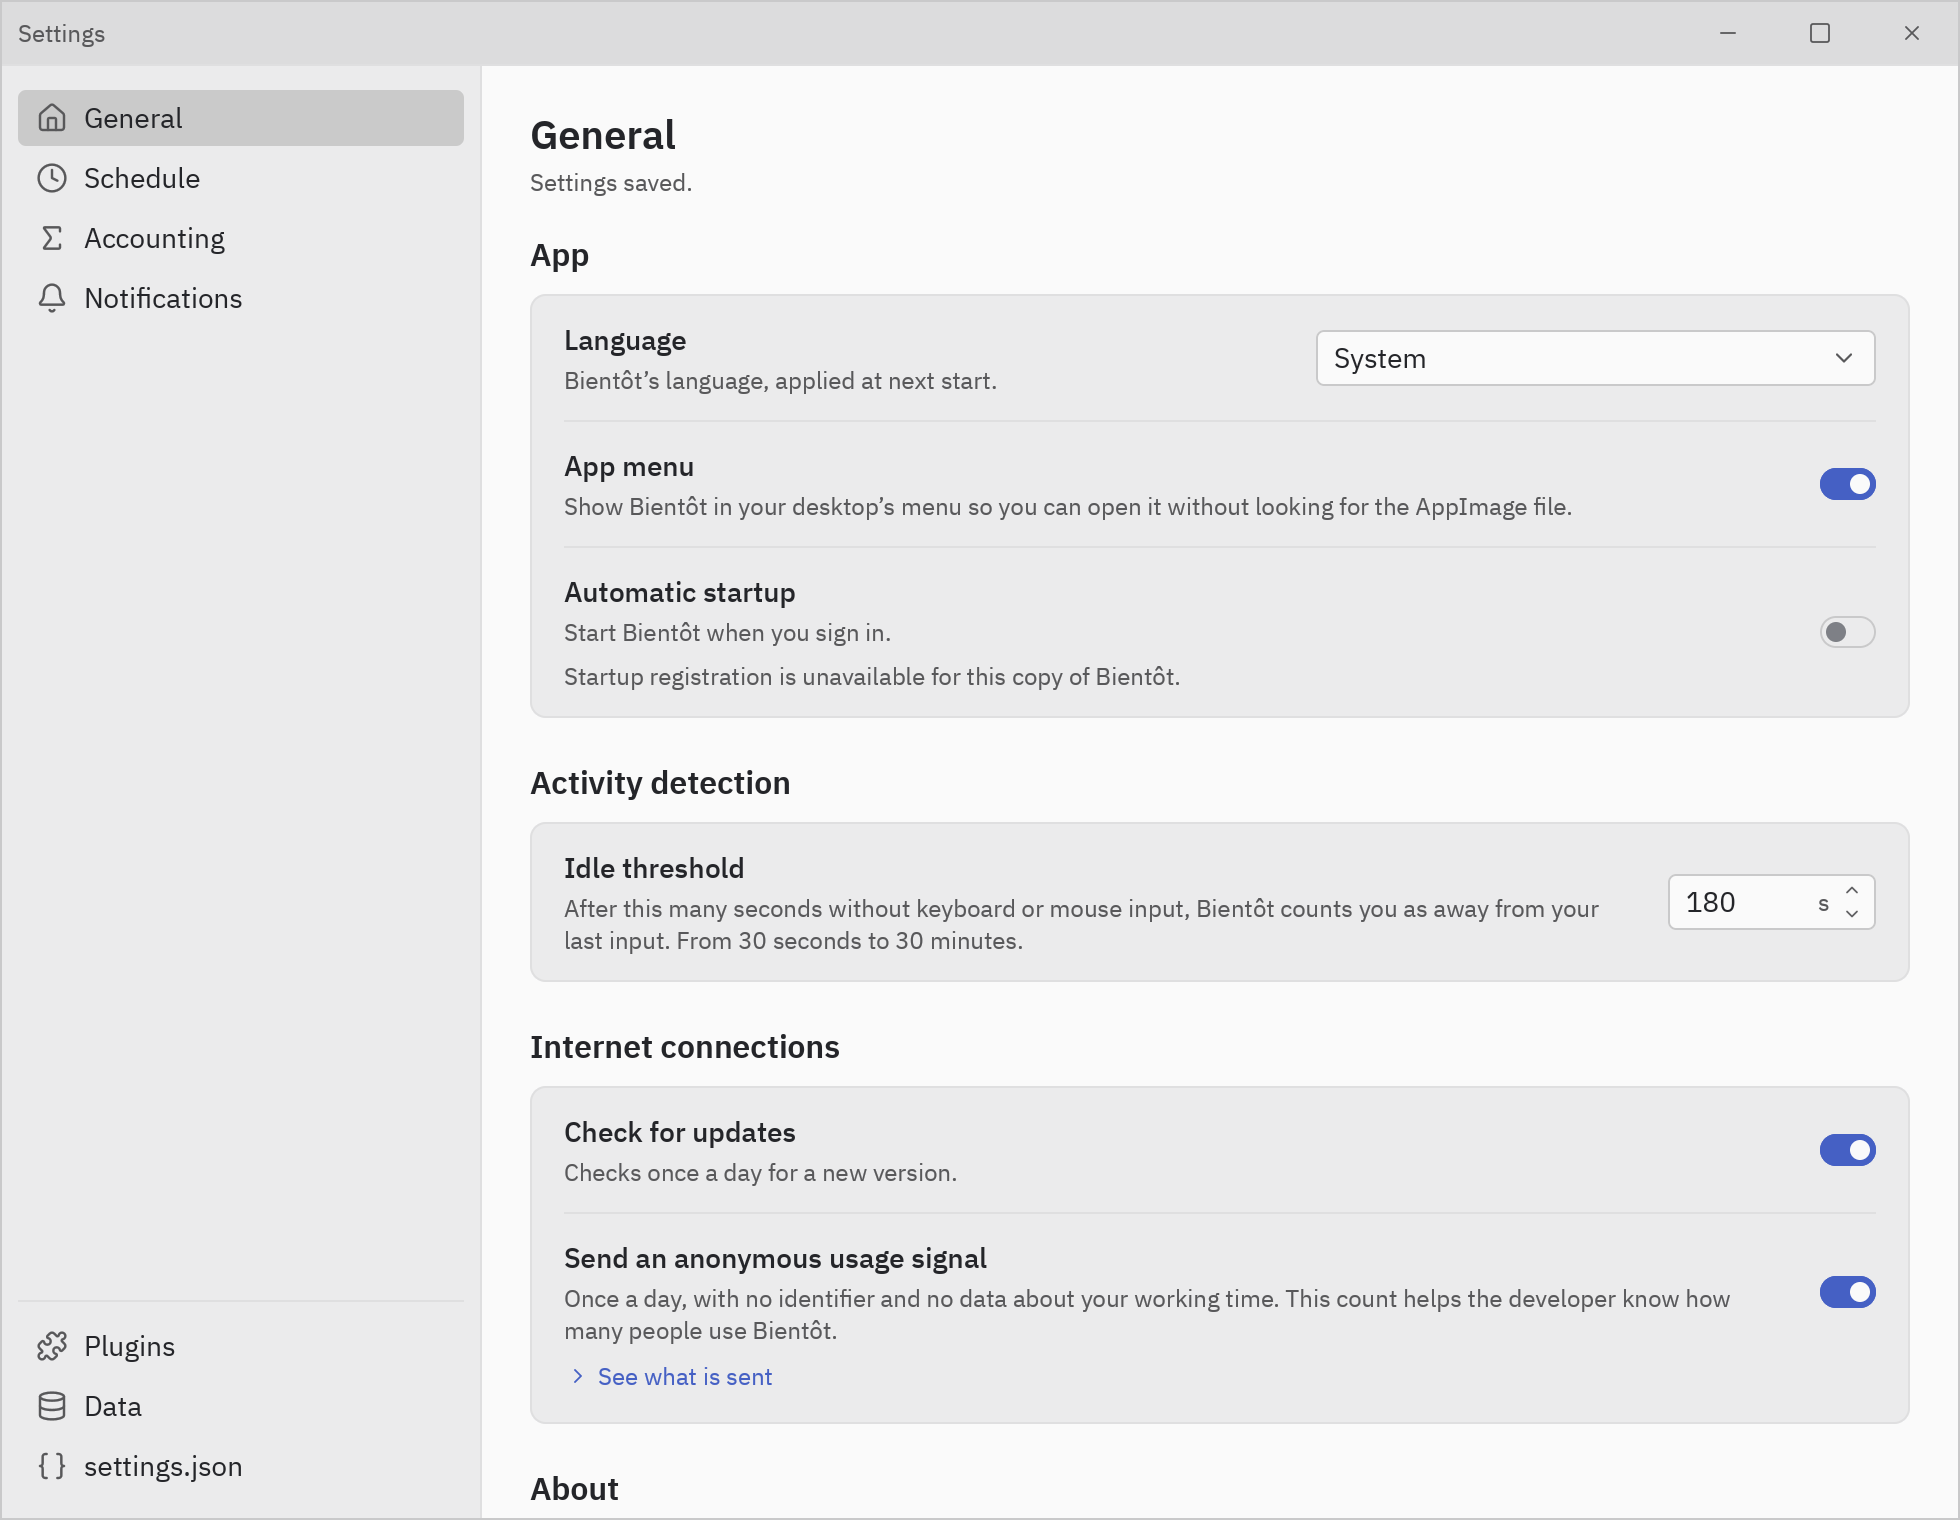 Settings
General
Schedule
Accounting
Notifications
Plugins
Data
settings.json
General
Settings saved.
App
Language
Bientôt’s language, applied at next start.
System
App menu
Show Bientôt in your desktop’s menu so you can open it without looking for the AppImage file.
Automatic startup
Start Bientôt when you sign in.
Startup registration is unavailable for this copy of Bientôt.
Activity detection
Idle threshold
After this many seconds without keyboard or mouse input, Bientôt counts you as away from your
last input. From 30 seconds to 30 minutes.
180 s
Internet connections
Check for updates
Checks once a day for a new version.
Send an anonymous usage signal
Once a day, with no identifier and no data about your working time. This count helps the developer know how
many people use Bientôt.
See what is sent
About